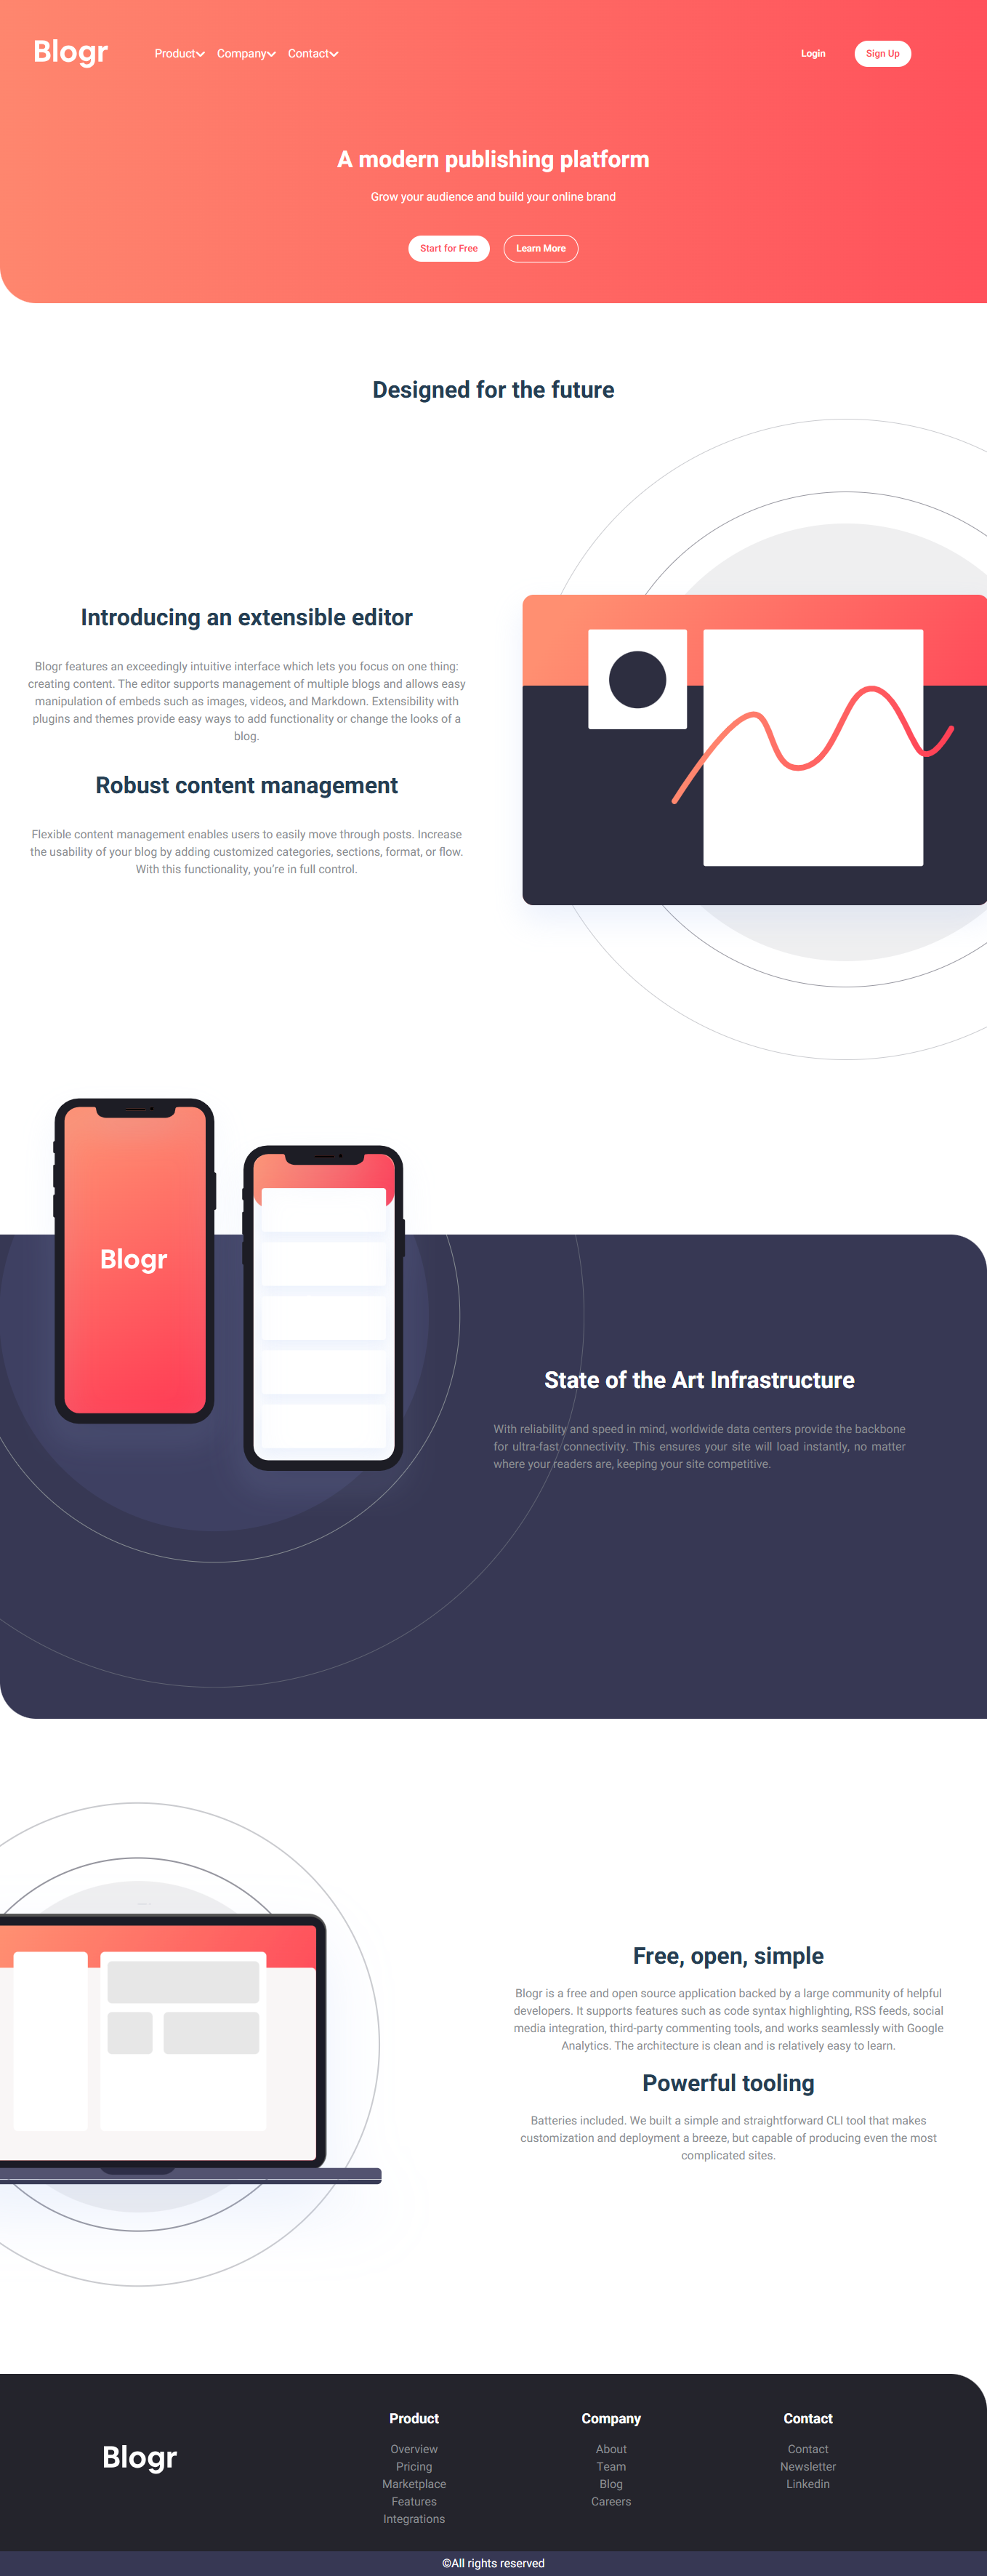 Blogr Product Company Contact Login Sign Up
A modern publishing platform
Grow your audience and build your online brand
Start for Free Learn More
Designed for the future
Introducing an extensible editor
Blogr features an exceedingly intuitive interface which lets you focus on one thing:
creating content. The editor supports management of multiple blogs and allows easy
manipulation of embeds such as images, videos, and Markdown. Extensibility with
plugins and themes provide easy ways to add functionality or change the looks of a
blog.
Robust content management
Flexible content management enables users to easily move through posts. Increase
the usability of your blog by adding customized categories, sections, format, or flow.
With this functionality, you're in full control.
Blogr
State of the Art Infrastructure
With reliability and speed in mind, worldwide data centers provide the backbone
for ultra-fast connectivity. This ensures your site will load instantly, no matter
where your readers are, keeping your site competitive.
Free, open, simple
Blogr is a free and open source application backed by a large community of helpful
developers. It supports features such as code syntax highlighting, RSS feeds, social
media integration, third-party commenting tools, and works seamlessly with Google
Analytics. The architecture is clean and is relatively easy to learn.
Powerful tooling
Batteries included. We built a simple and straightforward CLI tool that makes
customization and deployment a breeze, but capable of producing even the most
complicated sites.
Blogr
Product
Overview
Pricing
Marketplace
Features
Integrations
Company
About
Team
Blog
Careers
Contact
Contact
Newsletter
Linkedin
©All rights reserved